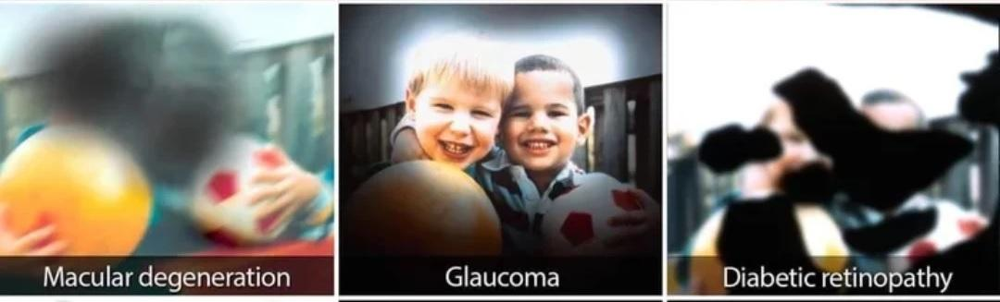 Macular degeneration
Glaucoma
Diabetic retinopathy